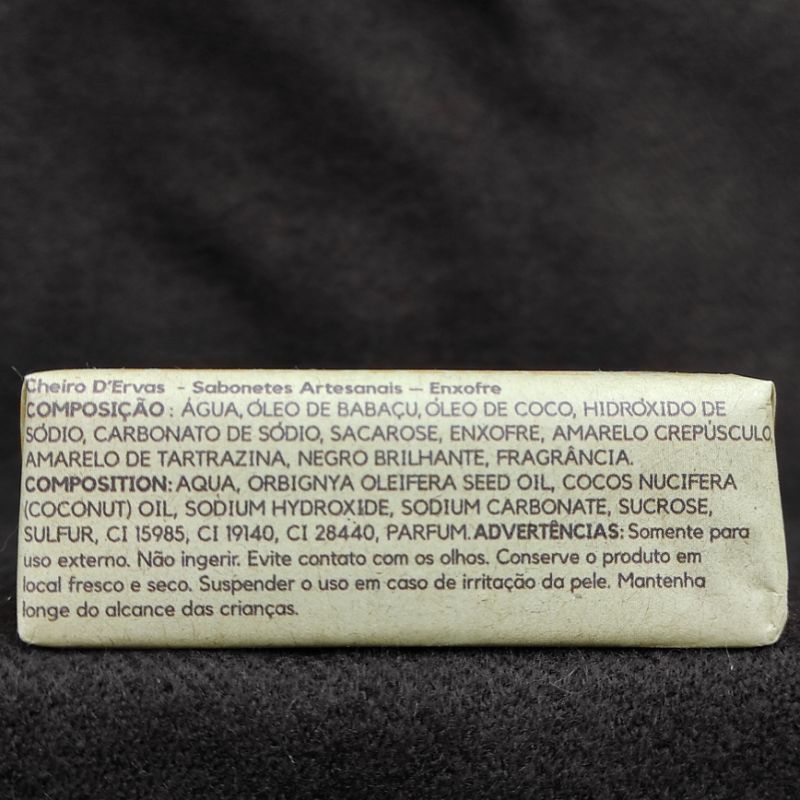 Cheiro D'Ervas - Sabonetes Artesanais – Enxofre
COMPOSIÇÃO: ÁGUA, ÓLEO DE BABAÇU, ÓLEO DE COCO, HIDRÓXIDO DE
SÓDIO, CARBONATO DE SÓDIO, SACAROSE, ENXOFRE, AMARELO CREPÚSCULO,
AMARELO DE TARTRAZINA, NEGRO BRILHANTE, FRAGRÂNCIA.
COMPOSITION: AQUA, ORBIGNYA OLEIFERA SEED OIL, COCOS NUCIFERA
(COCONUT) OIL, SODIUM HYDROXIDE, SODIUM CARBONATE, SUCROSE,
SULFUR, CI 15985, CI 19140, CI 28440, PARFUM. ADVERTÊNCIAS: Somente para
uso externo. Não ingerir. Evite contato com os olhos. Conserve o produto em
local fresco e seco. Suspender o uso em caso de irritação da pele. Mantenha
longe do alcance das crianças.